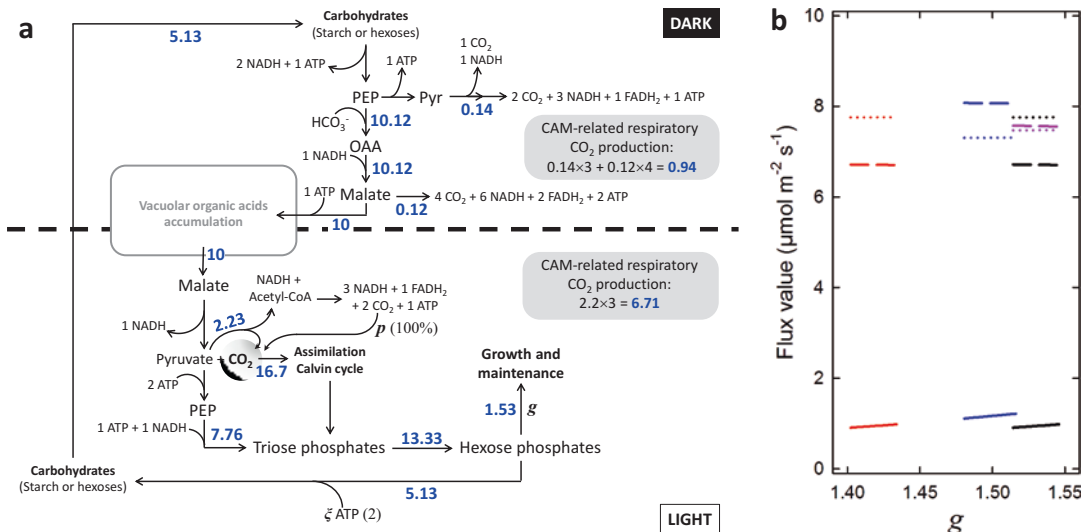 a
DARK
Carbohydrates
(Starch or hexoses)
5.13
2 NADH + 1 ATP
1 ATP
1 CO₂
1 NADH
PEP
Pyr
2 CO₂ + 3 NADH + 1 FADH₂ + 1 ATP
0.14
HCO₃⁻
10.12
OAA
1 NADH
10.12
CAM-related respiratory
CO₂ production:
0.14×3 + 0.12×4 = 0.94
Malate
4 CO₂ + 6 NADH + 2 FADH₂ + 2 ATP
0.12
1 ATP
10
Vacuolar organic acids
accumulation
10
Malate
NADH +
Acetyl-CoA
3 NADH + 1 FADH₂
+ 2 CO₂ + 1 ATP
CAM-related respiratory
CO₂ production:
2.2×3 = 6.71
1 NADH
2.23
p (100%)
Pyruvate + CO₂
16.7
Assimilation
Calvin cycle
Growth and
maintenance
2 ATP
PEP
1.53
g
1 ATP + 1 NADH
7.76
Triose phosphates
13.33
Hexose phosphates
Carbohydrates
(Starch or hexoses)
5.13
ξ ATP (2)
LIGHT
b
Flux value (µmol m⁻² s⁻¹)
10
8
6
4
2
0
1.40
1.45
1.50
1.55
g